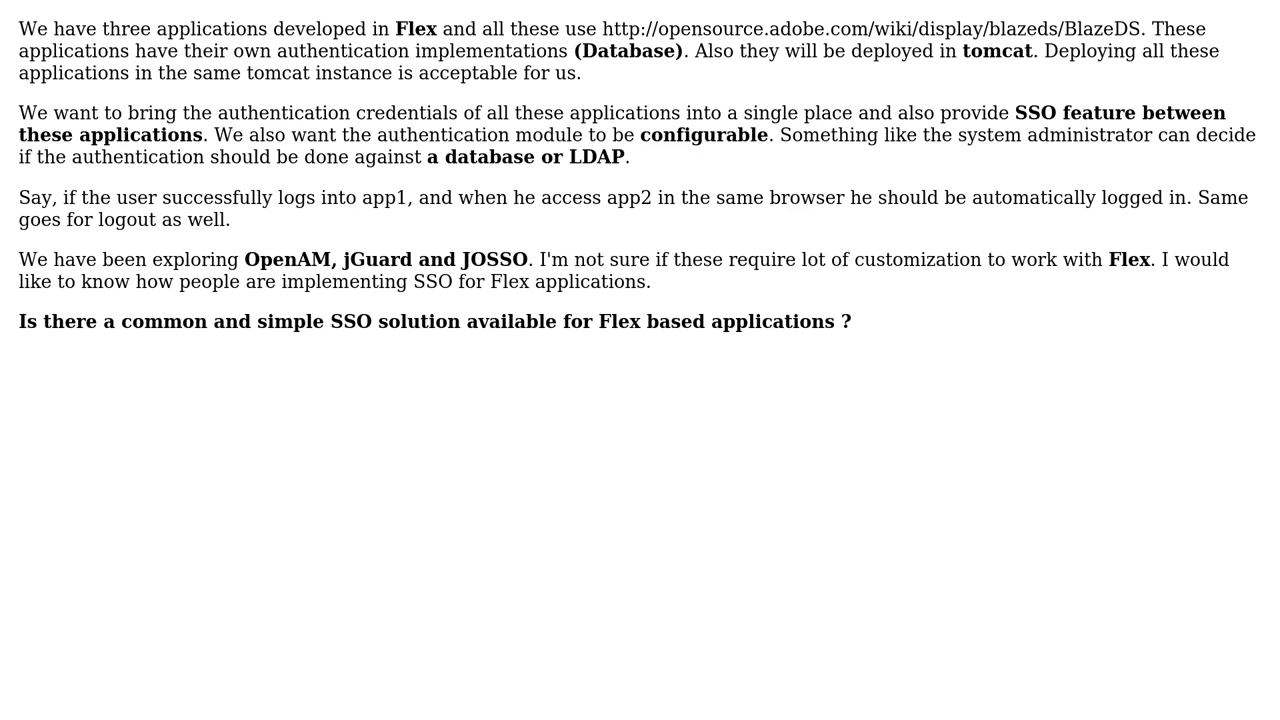 We have three applications developed in Flex and all these use http://opensource.adobe.com/wiki/display/blazeds/BlazeDS. These
applications have their own authentication implementations (Database). Also they will be deployed in tomcat. Deploying all these
applications in the same tomcat instance is acceptable for us.
We want to bring the authentication credentials of all these applications into a single place and also provide SSO feature between
these applications. We also want the authentication module to be configurable. Something like the system administrator can decide
if the authentication should be done against a database or LDAP.
Say, if the user successfully logs into app1, and when he access app2 in the same browser he should be automatically logged in. Same
goes for logout as well.
We have been exploring OpenAM, jGuard and JOSSO. I'm not sure if these require lot of customization to work with Flex. I would
like to know how people are implementing SSO for Flex applications.
Is there a common and simple SSO solution available for Flex based applications ?